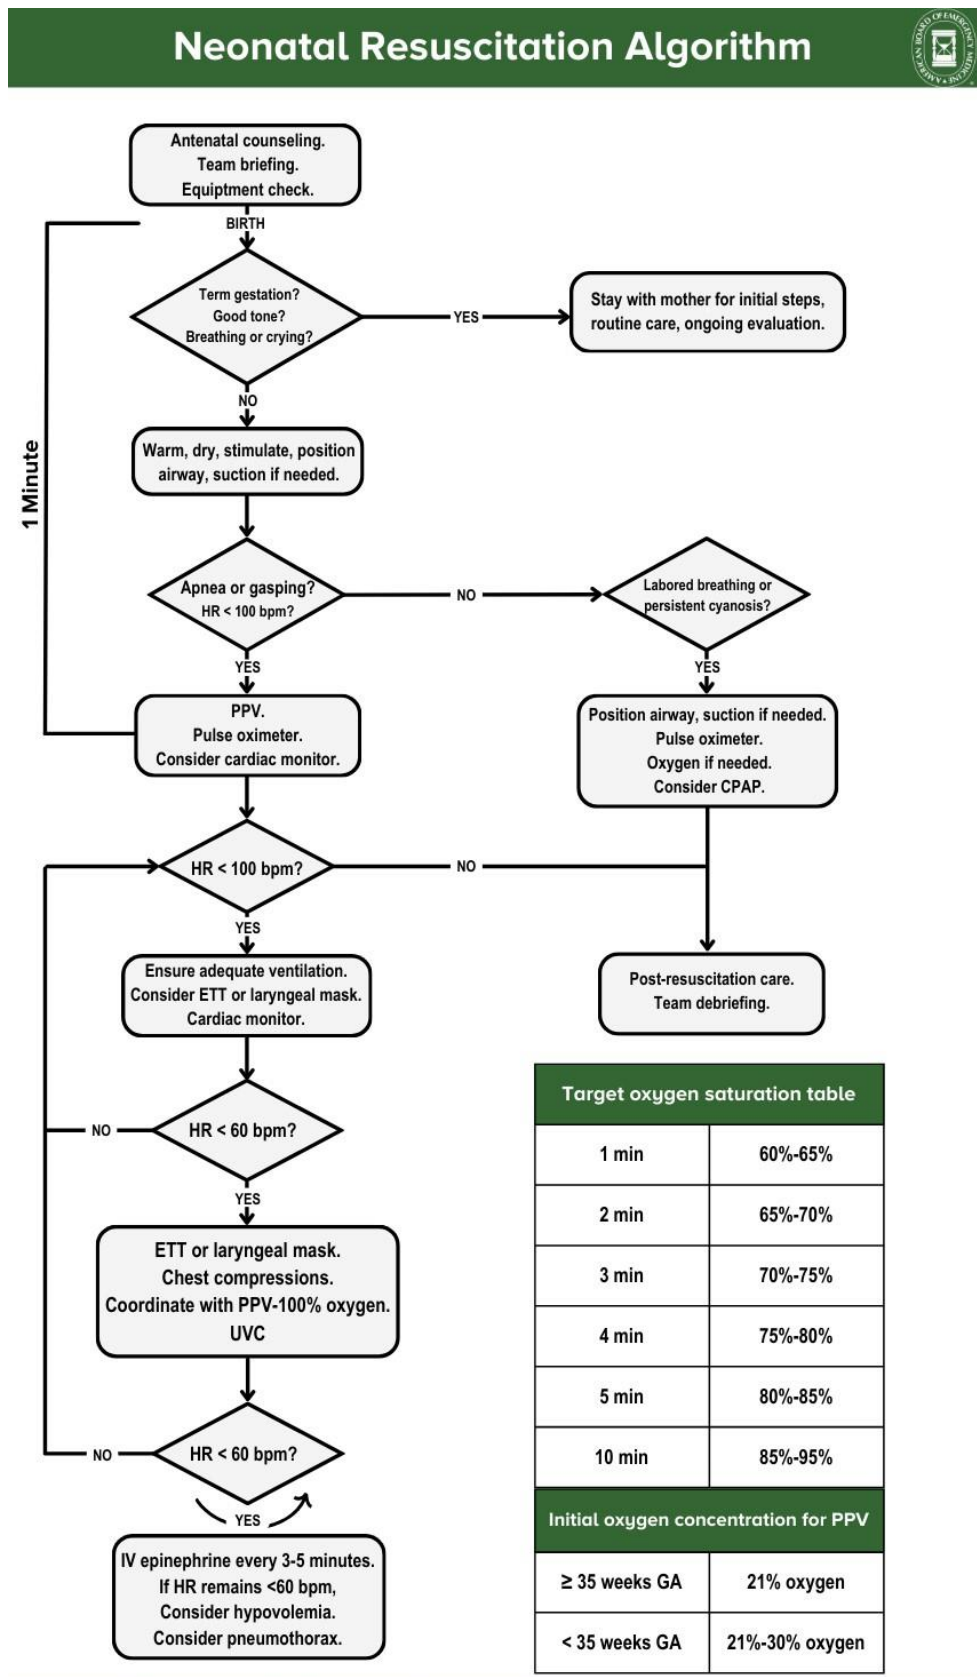 Neonatal Resuscitation Algorithm
AMERICAN BOARD OF EMERGENCY MEDICINE
Antenatal counseling.
Team briefing.
Equiptment check.
BIRTH
1 Minute
Term gestation?
Good tone?
Breathing or crying?
YES
Stay with mother for initial steps,
routine care, ongoing evaluation.
NO
Warm, dry, stimulate, position
airway, suction if needed.
Apnea or gasping?
HR < 100 bpm?
NO
Labored breathing or
persistent cyanosis?
YES
YES
PPV.
Pulse oximeter.
Consider cardiac monitor.
Position airway, suction if needed.
Pulse oximeter.
Oxygen if needed.
Consider CPAP.
HR < 100 bpm?
NO
YES
Ensure adequate ventilation.
Consider ETT or laryngeal mask.
Cardiac monitor.
Post-resuscitation care.
Team debriefing.
HR < 60 bpm?
NO
YES
ETT or laryngeal mask.
Chest compressions.
Coordinate with PPV-100% oxygen.
UVC
HR < 60 bpm?
NO
YES
IV epinephrine every 3-5 minutes.
If HR remains <60 bpm,
Consider hypovolemia.
Consider pneumothorax.
Target oxygen saturation table
1 min 60%-65%
2 min 65%-70%
3 min 70%-75%
4 min 75%-80%
5 min 80%-85%
10 min 85%-95%
Initial oxygen concentration for PPV
≥ 35 weeks GA 21% oxygen
< 35 weeks GA 21%-30% oxygen